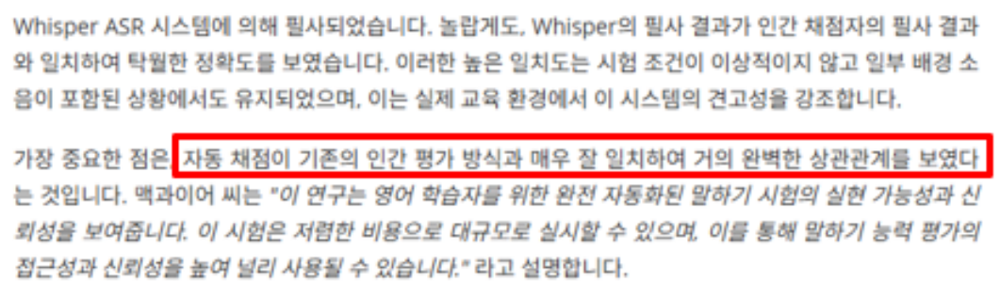 Whisper ASR 시스템에 의해 필사되었습니다. 놀랍게도, Whisper의 필사 결과가 인간 채점자의 필사 결과
와 일치하여 탁월한 정확도를 보였습니다. 이러한 높은 일치도는 시험 조건이 이상적이지 않고 일부 배경 소
음이 포함된 상황에서도 유지되었으며, 이는 실제 교육 환경에서 이 시스템의 견고성을 강조합니다.
가장 중요한 점은, 자동 채점이 기존의 인간 평가 방식과 매우 잘 일치하여 거의 완벽한 상관관계를 보였다
는 것입니다. 맥과이어 씨는 "이 연구는 영어 학습자를 위한 완전 자동화된 말하기 시험의 실현 가능성과 신
뢰성을 보여줍니다. 이 시험은 저렴한 비용으로 대규모로 실시할 수 있으며, 이를 통해 말하기 능력 평가의
접근성과 신뢰성을 높여 널리 사용될 수 있습니다." 라고 설명합니다.